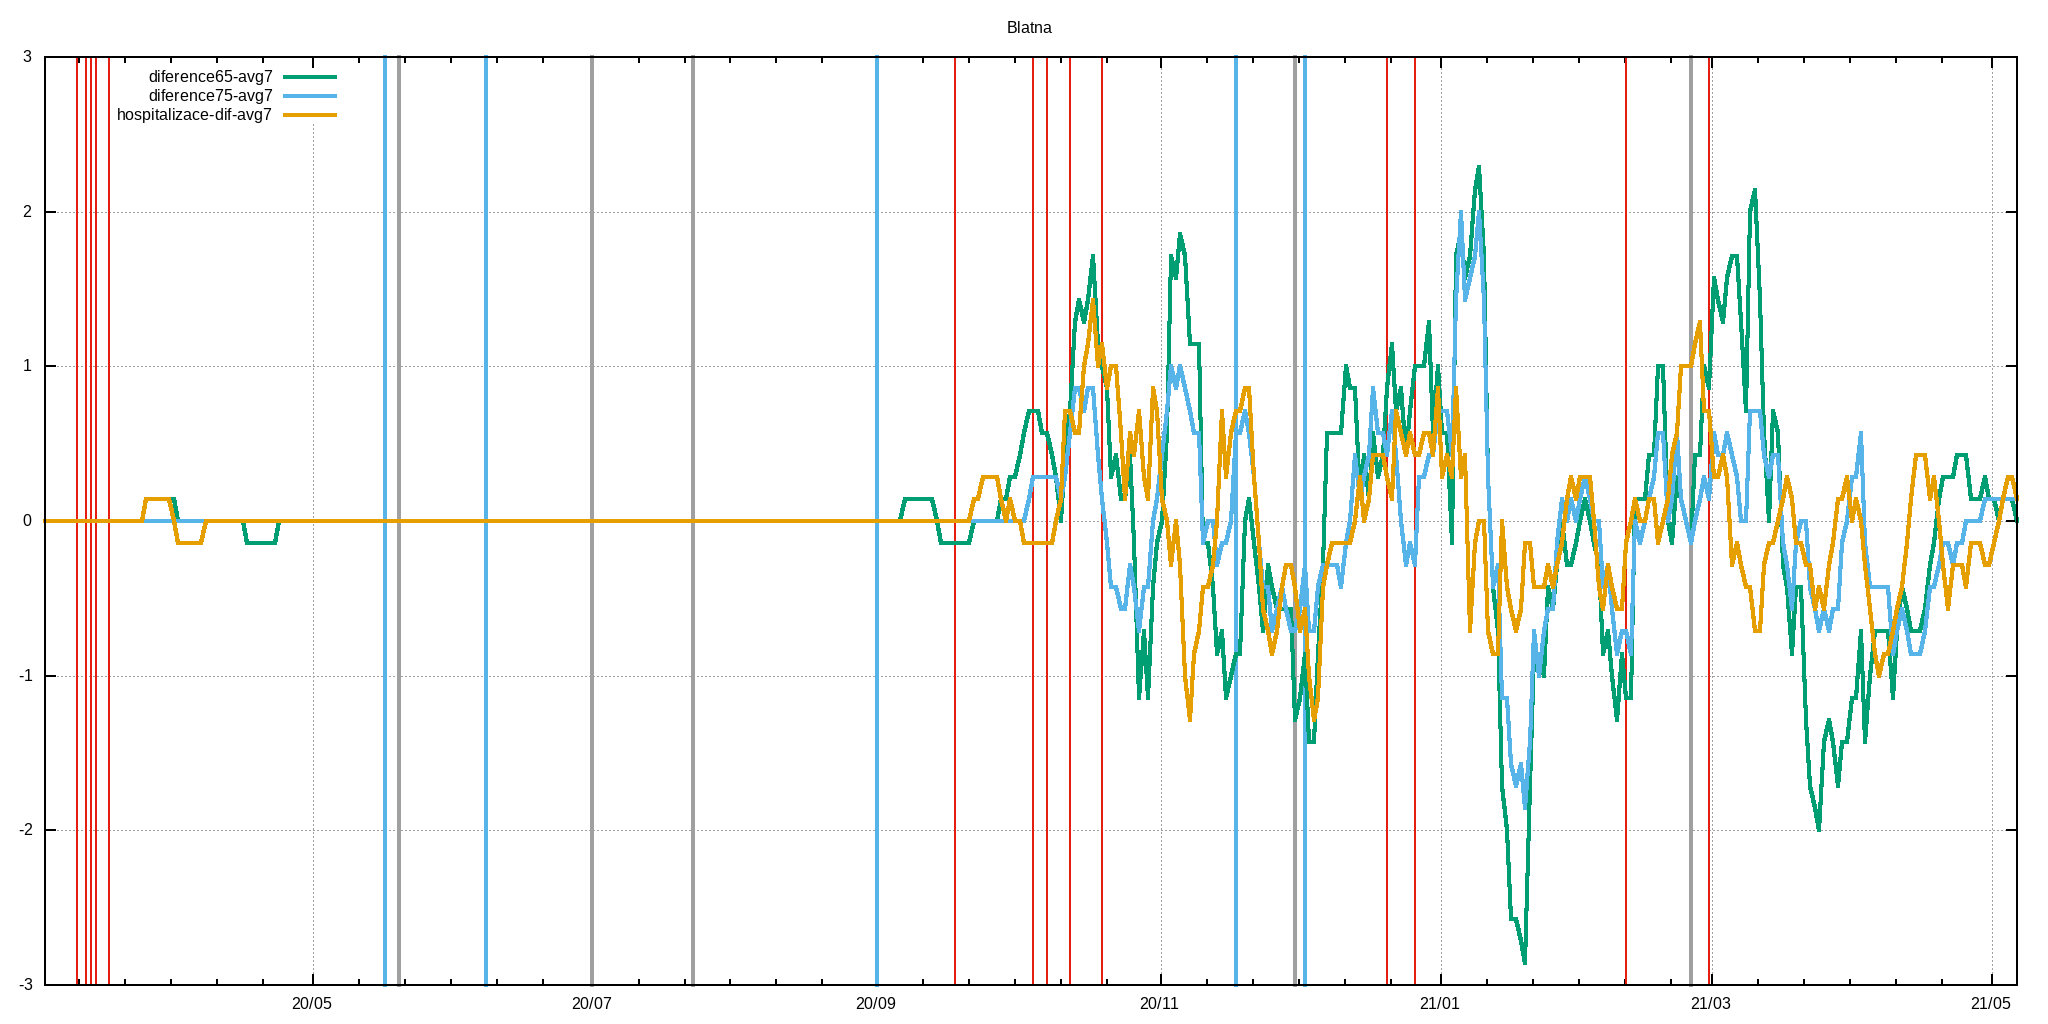 Blatna
3
diference65-avg7
diference75-avg7
hospitalizace-dif-avg7
2
1
0
-1
-2
-3
20/05 20/07 20/09 20/11 21/01 21/03 21/05